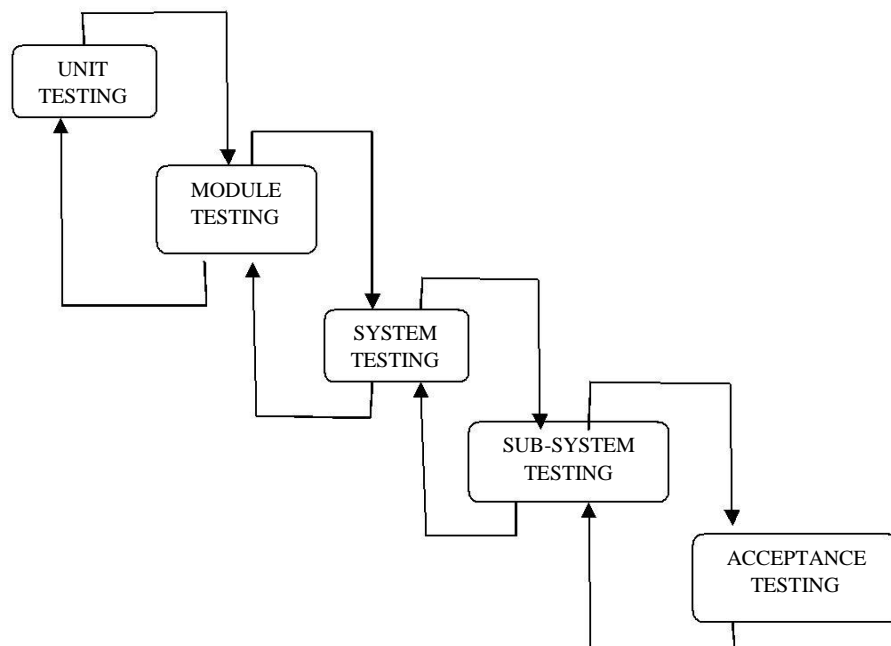 UNIT
TESTING
MODULE
TESTING
SYSTEM
TESTING
SUB-SYSTEM
TESTING
ACCEPTANCE
TESTING